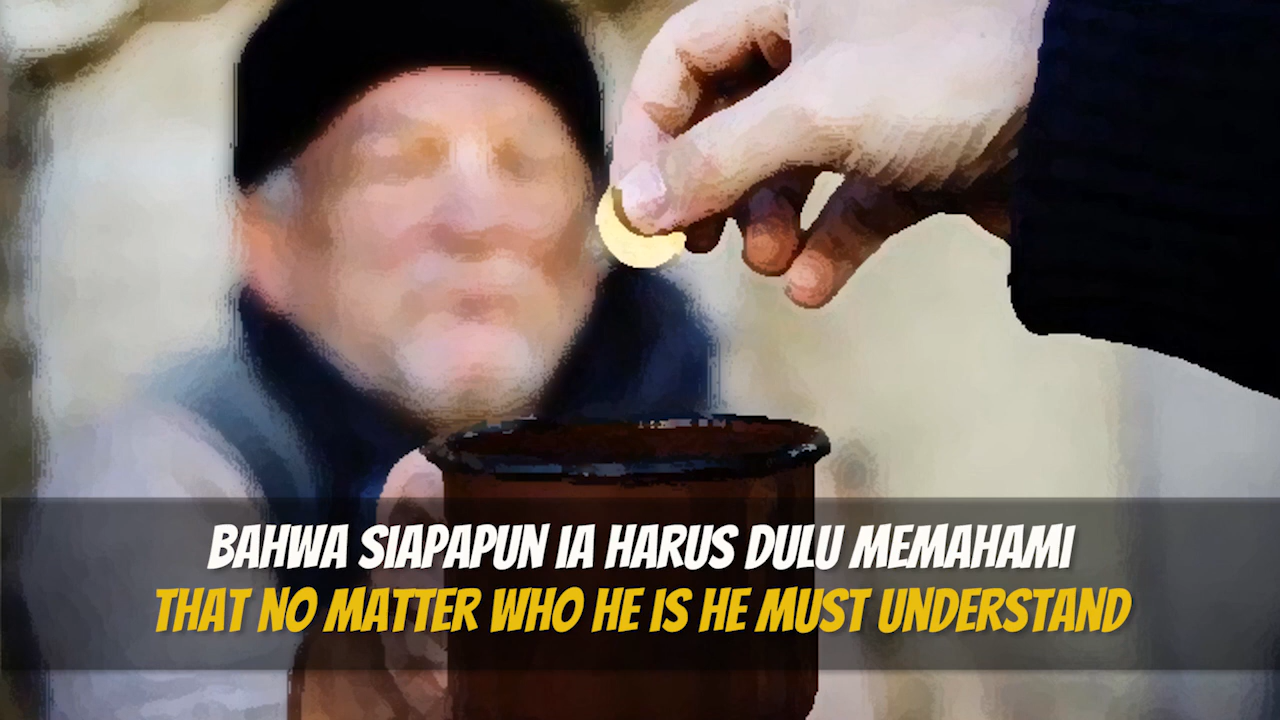 BAHWA SIAPAPUN IA HARUS DULU MEMAHAMI
THAT NO MATTER WHO HE IS HE MUST UNDERSTAND